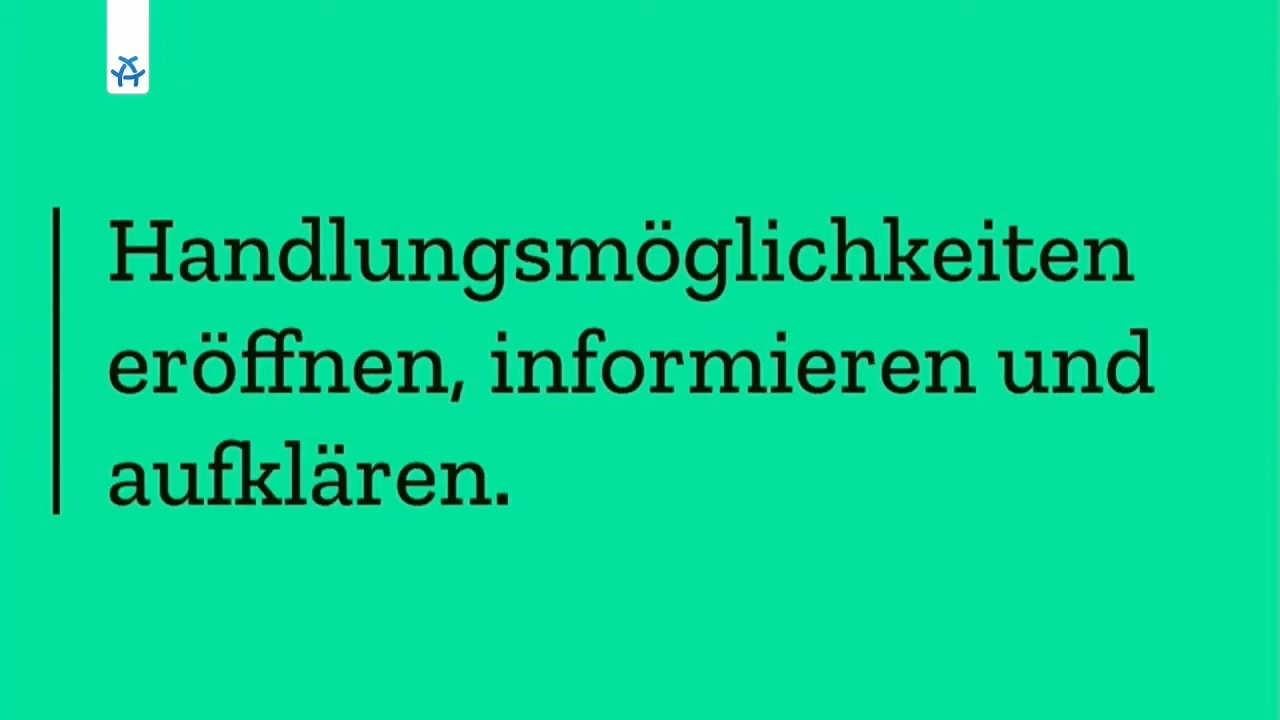 Handlungsmöglichkeiten
eröffnen, informieren und
aufklären.